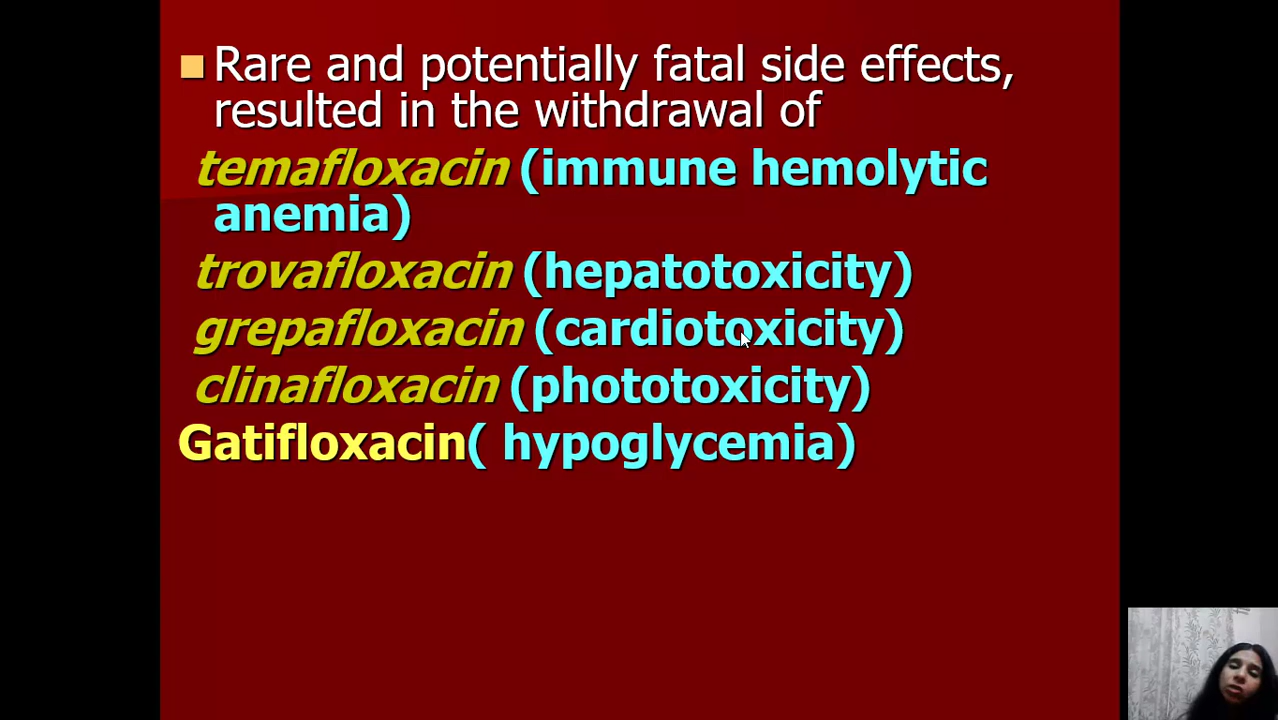 Rare and potentially fatal side effects,
resulted in the withdrawal of
temafloxacin (immune hemolytic
anemia)
trovafloxacin (hepatotoxicity)
grepafloxacin (cardiotoxicity)
clinafloxacin (phototoxicity)
Gatifloxacin( hypoglycemia)